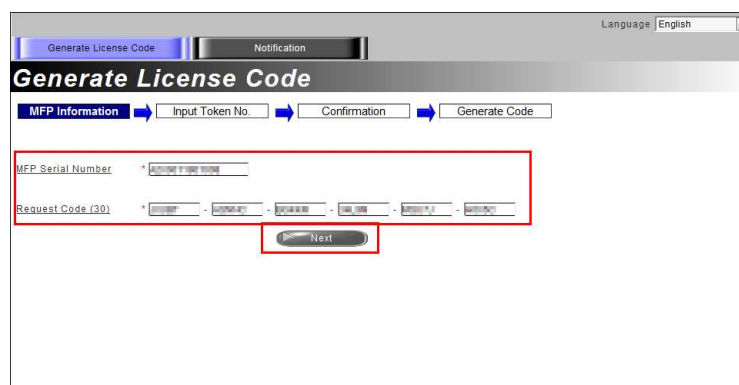 Language English
Generate License Code Notification
Generate License Code
MFP Information Input Token No. Confirmation Generate Code
MFP Serial Number *
Request Code (30) * - - - - -
Next